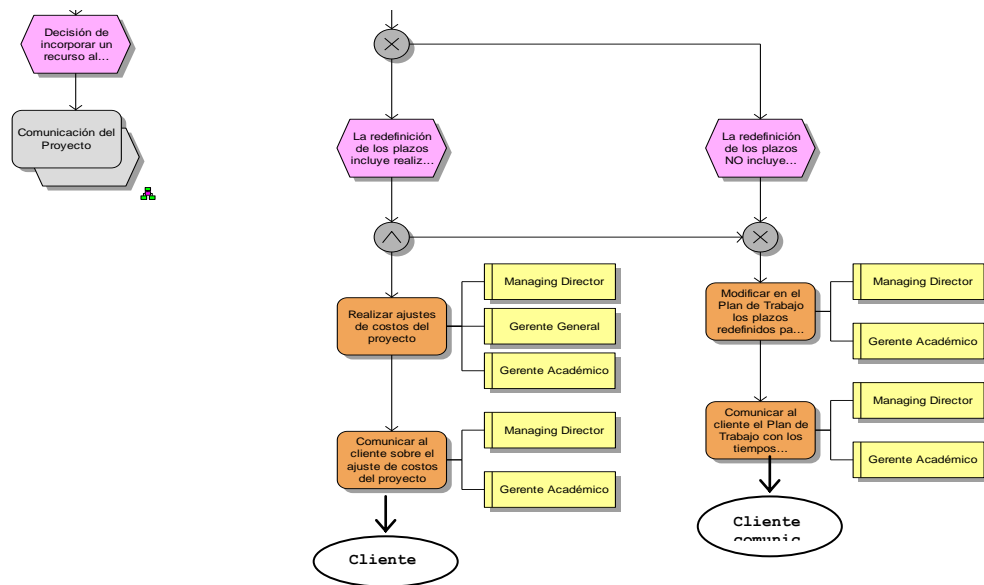 Decisión de
incorporar un
recurso al...
Comunicación del
Proyecto
La redefinición
de los plazos
incluye realiz...
La redefinición
de los plazos
NO incluye...
Realizar ajustes
de costos del
proyecto
Managing Director
Gerente General
Gerente Académico
Comunicar al
cliente sobre el
ajuste de costos
del proyecto
Managing Director
Gerente Académico
Cliente
Modificar en el
Plan de Trabajo
los plazos
redefinidos pa...
Managing Director
Gerente Académico
Comunicar al
cliente el Plan de
Trabajo con los
tiempos...
Managing Director
Gerente Académico
Cliente
comunic